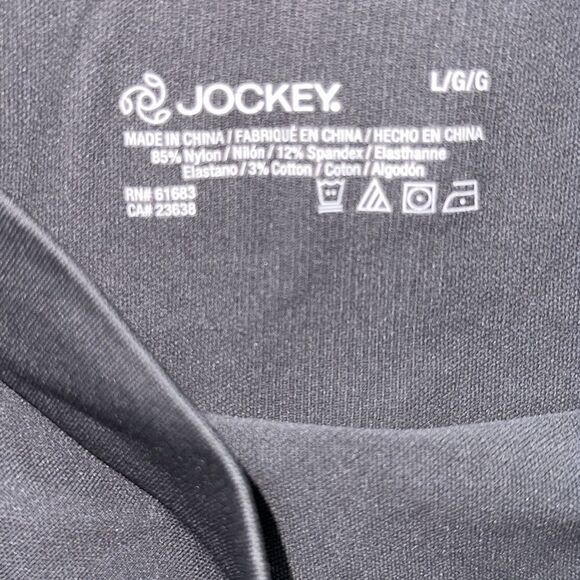 JOCKEY.
L/G/G
MADE IN CHINA / FABRIQUÉ EN CHINA / HECHO EN CHINA
85% Nylon / Nilón / 12% Spandex / Elasthanne
Elastano / 3% Cotton / Coton / Algodón
RN# 61683
CA# 23638